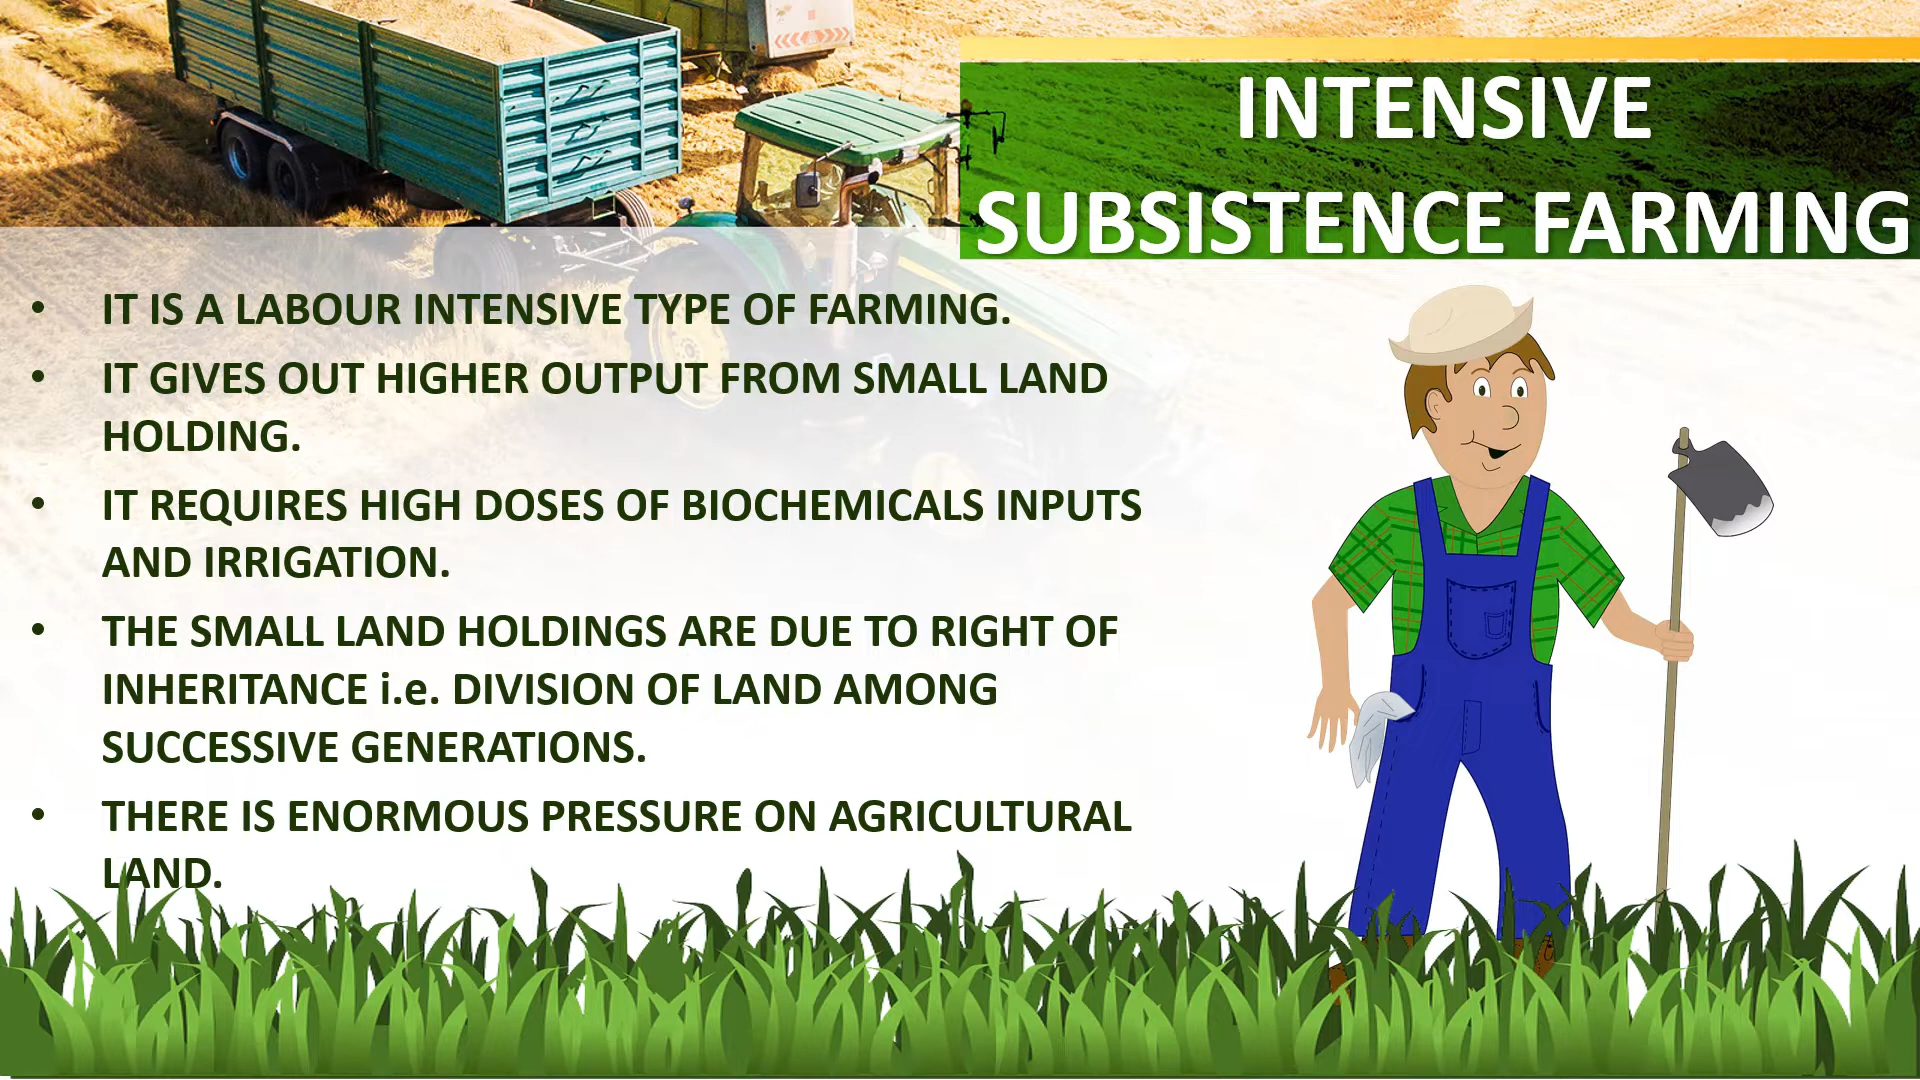 INTENSIVE
SUBSISTENCE FARMING
• IT IS A LABOUR INTENSIVE TYPE OF FARMING.
• IT GIVES OUT HIGHER OUTPUT FROM SMALL LAND
HOLDING.
• IT REQUIRES HIGH DOSES OF BIOCHEMICALS INPUTS
AND IRRIGATION.
• THE SMALL LAND HOLDINGS ARE DUE TO RIGHT OF
INHERITANCE i.e. DIVISION OF LAND AMONG
SUCCESSIVE GENERATIONS.
• THERE IS ENORMOUS PRESSURE ON AGRICULTURAL
LAND.